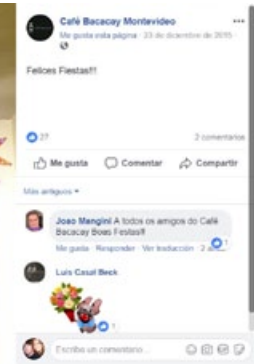 Café Bacacay Montevideo
Me gusta esta página · 23 de diciembre de 2015 ·
Felices Fiestas!!!
27
2 comentarios
Me gusta Comentar Compartir
Más antiguos
Joao Mangini A todos os amigos do Café
Bacacay Boas Festas!!
Me gusta · Responder · Ver traducción · 2
1
Luis Casal Beck
1
Escribe un comentario...